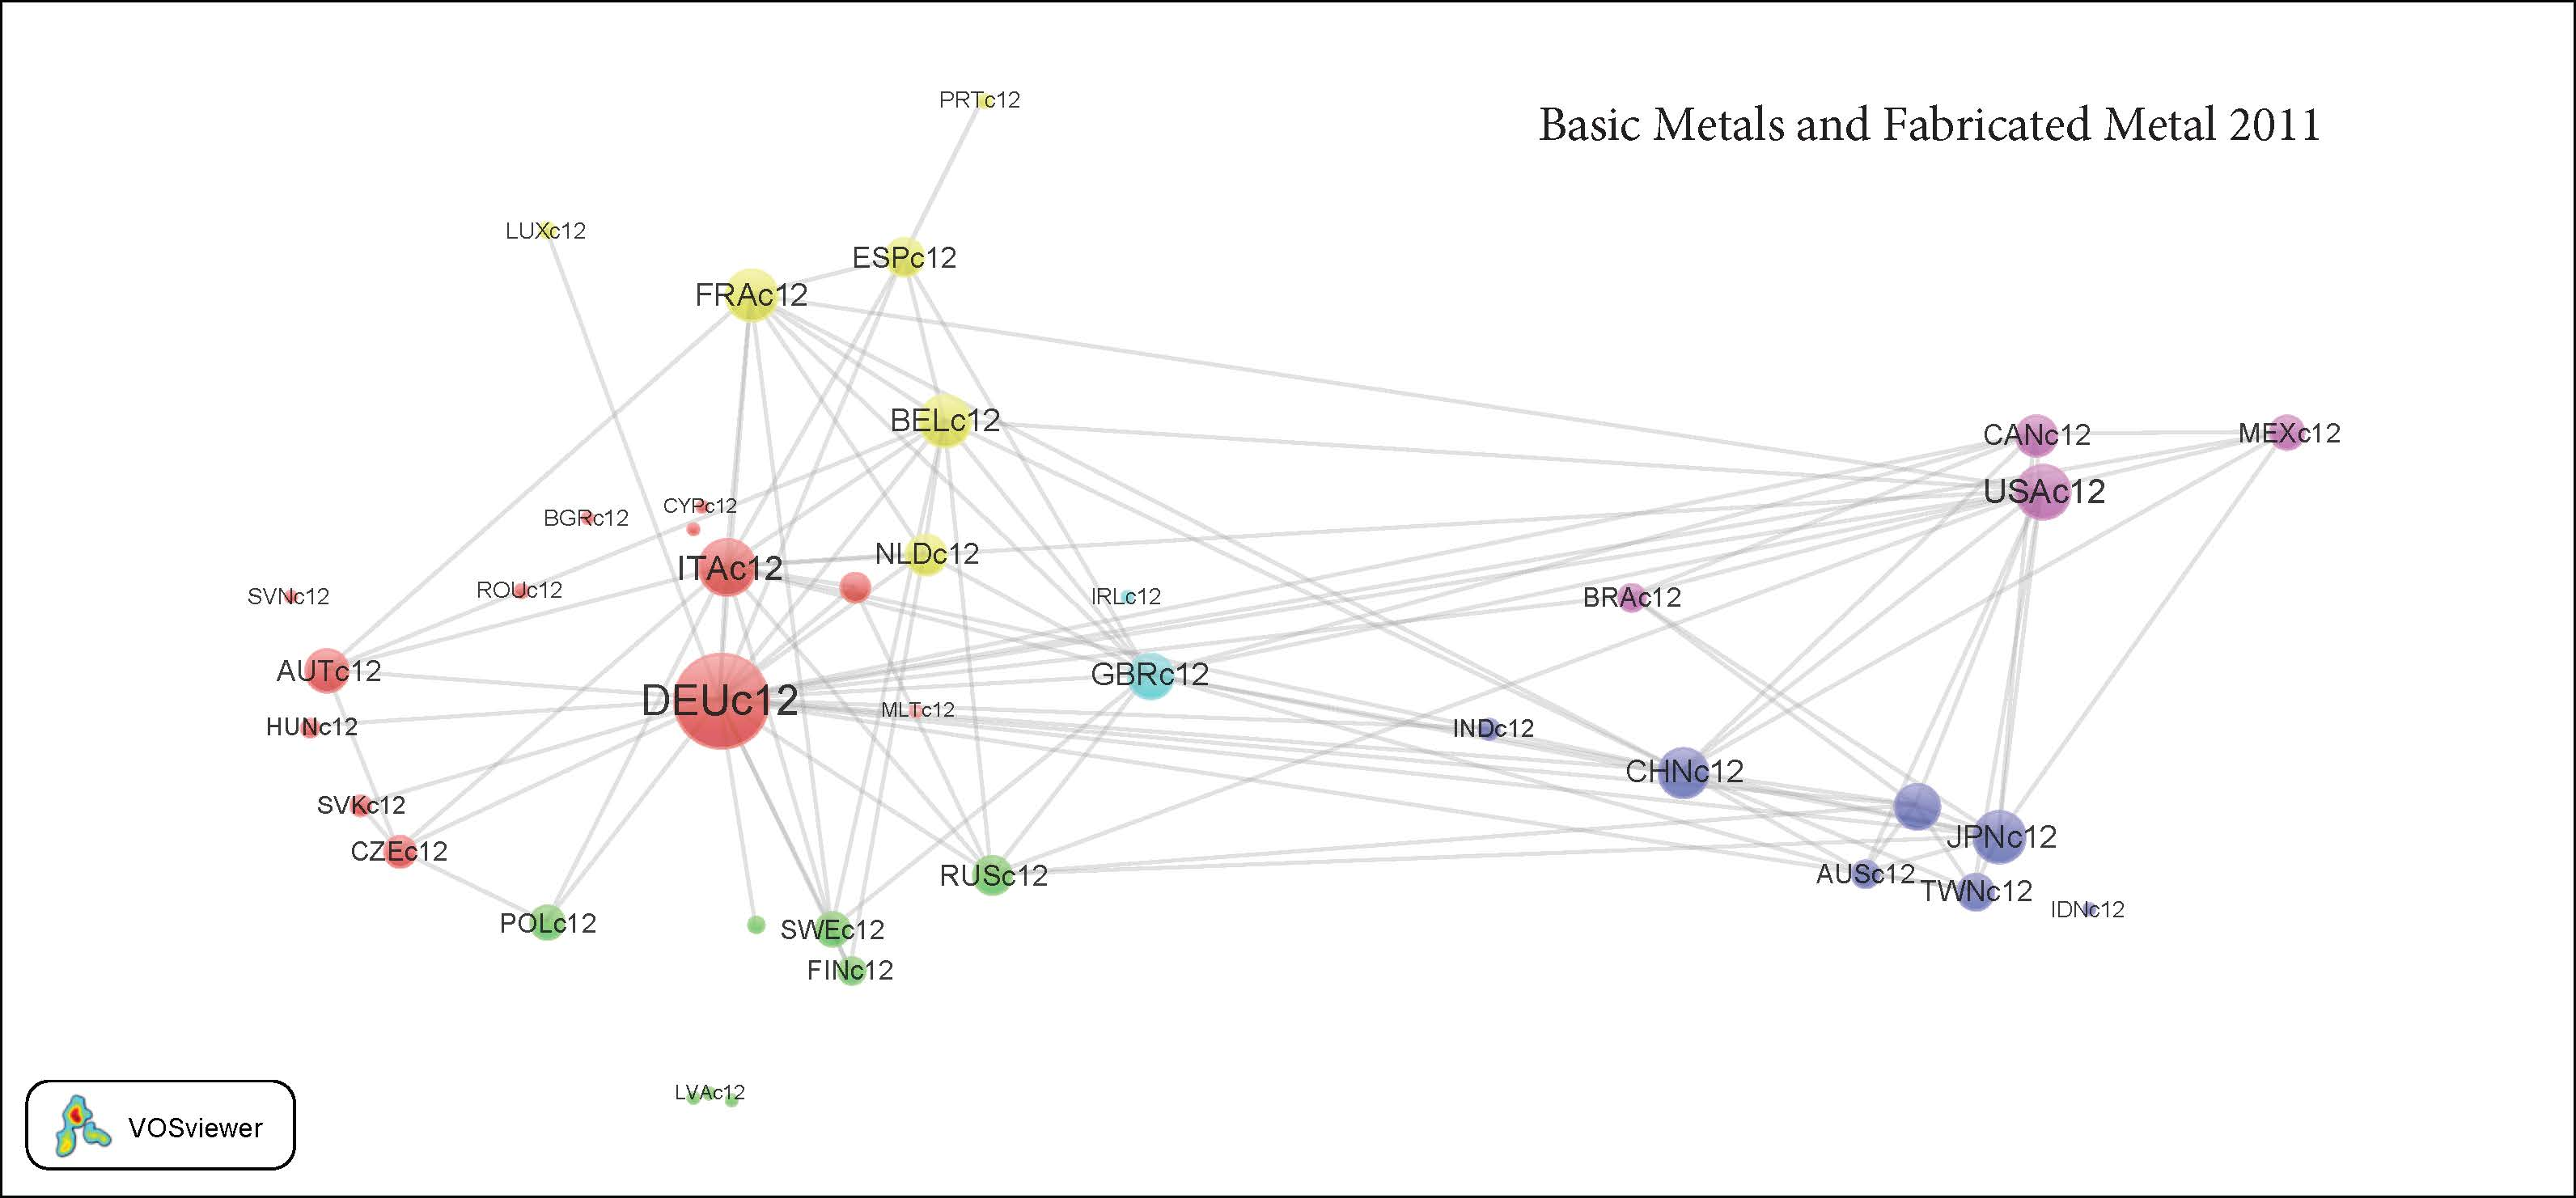 PRTc12
Basic Metals and Fabricated Metal 2011
LUXc12
ESPc12
FRAc12
BELc12
CANc12
MEXc12
USAc12
CYPc12
BGRc12
NLDc12
ITAc12
ROUc12
SVNc12
IRLc12
BRAc12
AUTc12
GBRc12
DEUc12
MLTc12
HUNc12
INDc12
CHNc12
SVKc12
JPNc12
CZEc12
RUSc12
AUSc12
TWNc12
IDNc12
POLc12
SWEc12
FINc12
LVAc12
VOSviewer